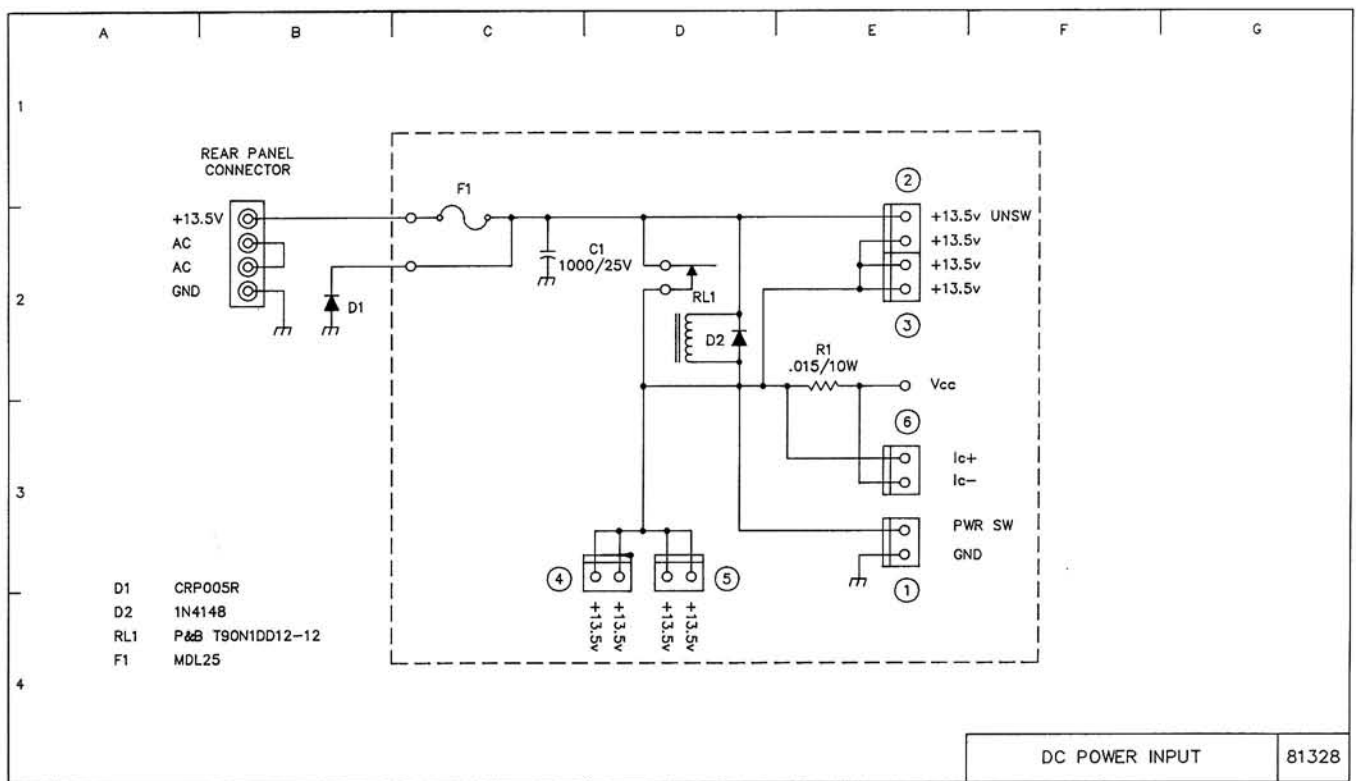 A B C D E F G
1
REAR PANEL
CONNECTOR
F1
2
+13.5V
+13.5v UNSW
AC
C1
+13.5v
1000/25V
AC
+13.5v
2
GND
+13.5v
D1
RL1
3
D2
R1
.015/10W
Vcc
6
Ic+
Ic-
3
PWR SW
GND
4
5
1
+13.5v
+13.5v
+13.5v
+13.5v
D1 CRP005R
D2 1N4148
RL1 P&B T90N1DD12-12
F1 MDL25
4
DC POWER INPUT 81328